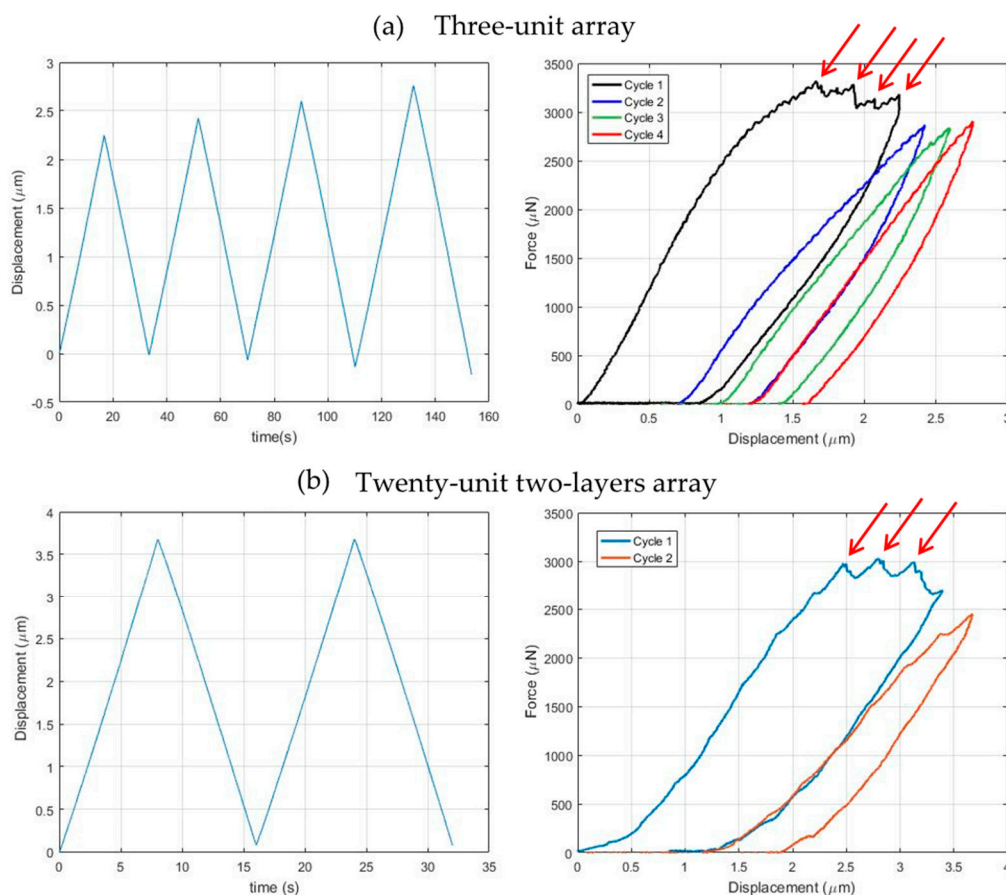 (a) Three-unit array
3
2.5
2
1.5
1
0.5
0
-0.5
Displacement (μm)
0 20 40 60 80 100 120 140 160
time(s)
3500
3000
2500
2000
1500
1000
500
0
Force (μN)
Cycle 1
Cycle 2
Cycle 3
Cycle 4
0 0.5 1 1.5 2 2.5 3
Displacement (μm)
(b) Twenty-unit two-layers array
4
3.5
3
2.5
2
1.5
1
0.5
0
Displacement (μm)
0 5 10 15 20 25 30 35
time (s)
3500
3000
2500
2000
1500
1000
500
0
Force (μN)
Cycle 1
Cycle 2
0 0.5 1 1.5 2 2.5 3 3.5 4
Displacement (μm)